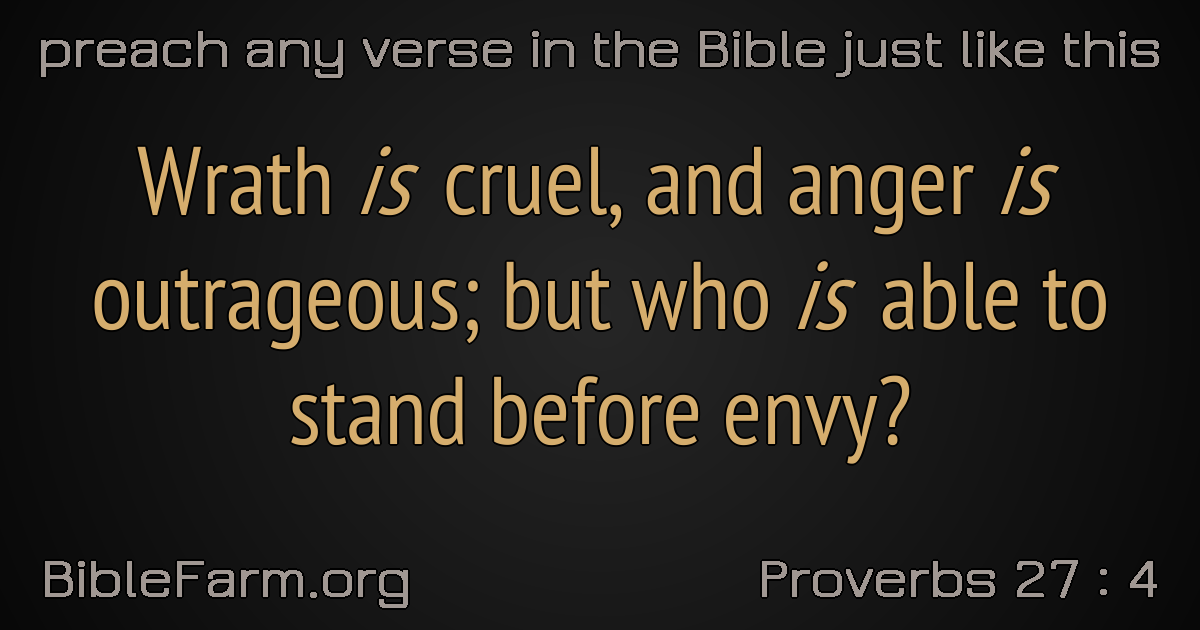 preach any verse in the Bible just like this
Wrath is cruel, and anger is
outrageous; but who is able to
stand before envy?
BibleFarm.org
Proverbs 27 : 4